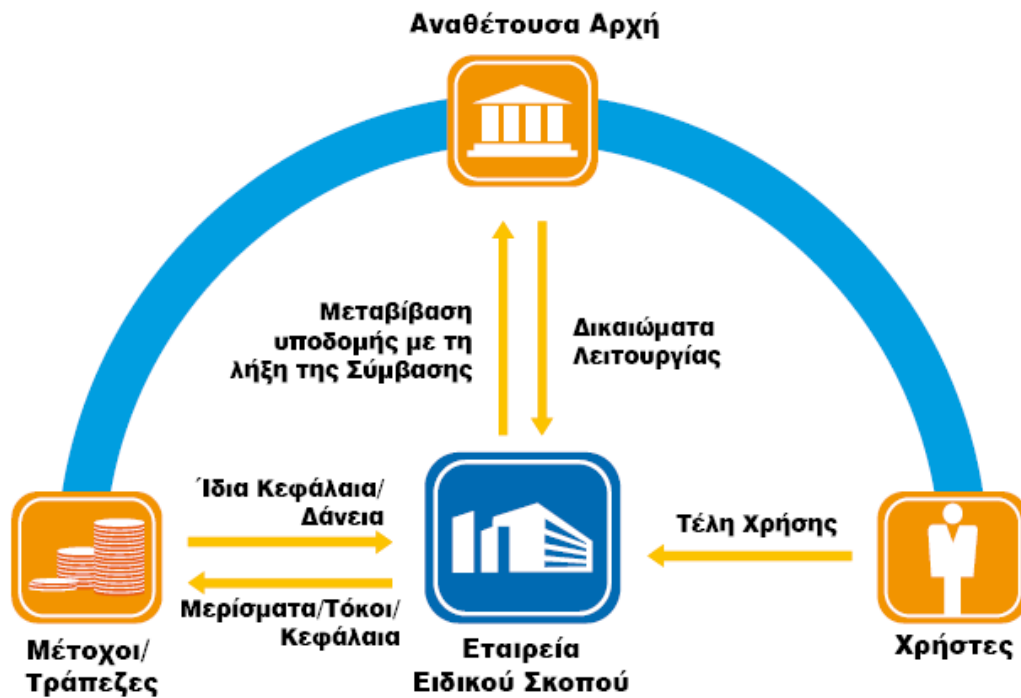 Αναθέτουσα Αρχή
Μεταβίβαση
υποδομής με τη
λήξη της Σύμβασης
Δικαιώματα
Λειτουργίας
Ίδια Κεφάλαια/
Δάνεια
Μερίσματα/Τόκοι/
Κεφάλαια
Τέλη Χρήσης
Μέτοχοι/
Τράπεζες
Εταιρεία
Ειδικού Σκοπού
Χρήστες